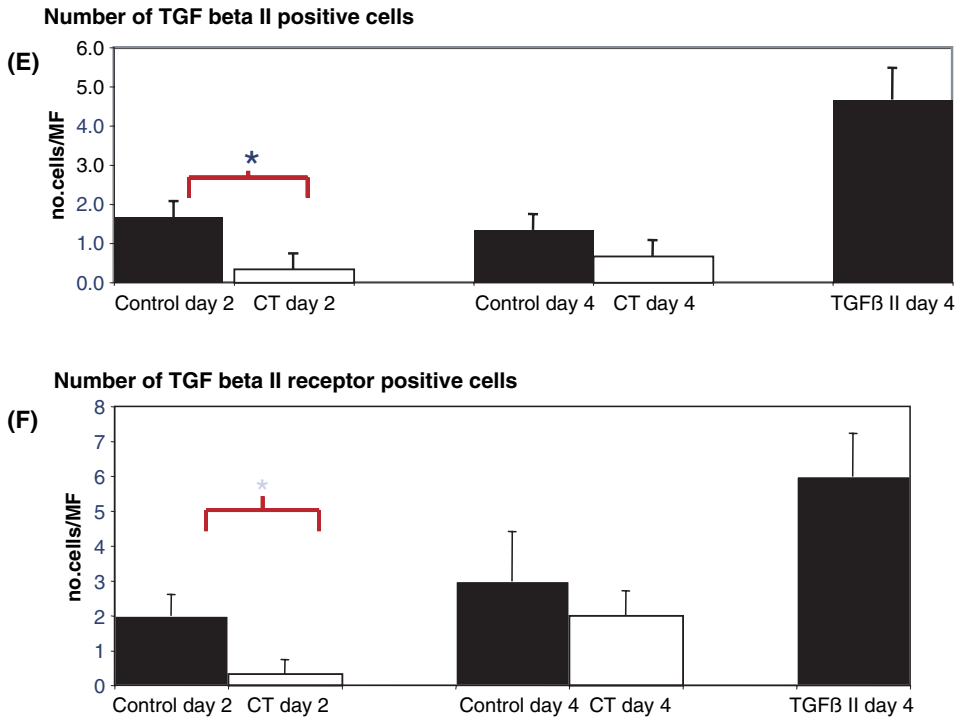 Number of TGF beta II positive cells
(E)
no.cells/MF
6.0
5.0
4.0
3.0
2.0
1.0
0.0
*
Control day 2 CT day 2 Control day 4 CT day 4 TGFß II day 4
Number of TGF beta II receptor positive cells
(F)
no.cells/MF
8
7
6
5
4
3
2
1
0
*
Control day 2 CT day 2 Control day 4 CT day 4 TGFß II day 4